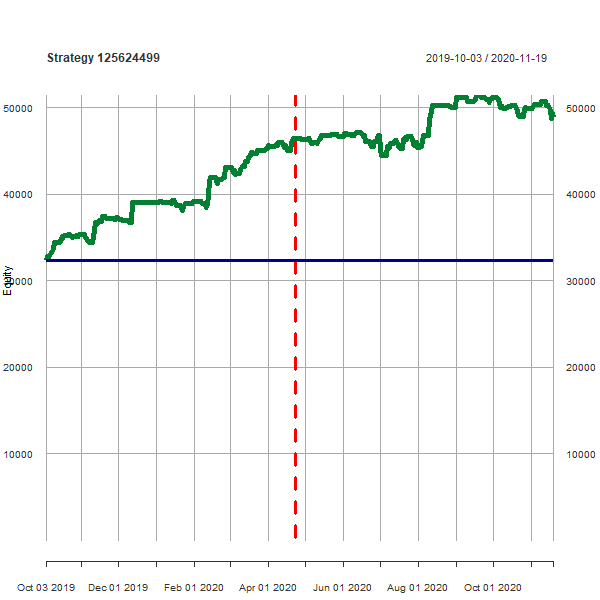 Strategy 125624499
2019-10-03 / 2020-11-19
50000
50000
40000
40000
Equity
30000
30000
20000
20000
10000
10000
Oct 03 2019
Dec 01 2019
Feb 01 2020
Apr 01 2020
Jun 01 2020
Aug 01 2020
Oct 01 2020